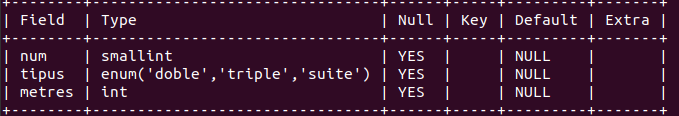 +--------+--------------------------------+------+-----+---------+-------+
| Field | Type | Null | Key | Default | Extra |
+--------+--------------------------------+------+-----+---------+-------+
| num | smallint | YES | | NULL | |
| tipus | enum('doble','triple','suite') | YES | | NULL | |
| metres | int | YES | | NULL | |
+--------+--------------------------------+------+-----+---------+-------+